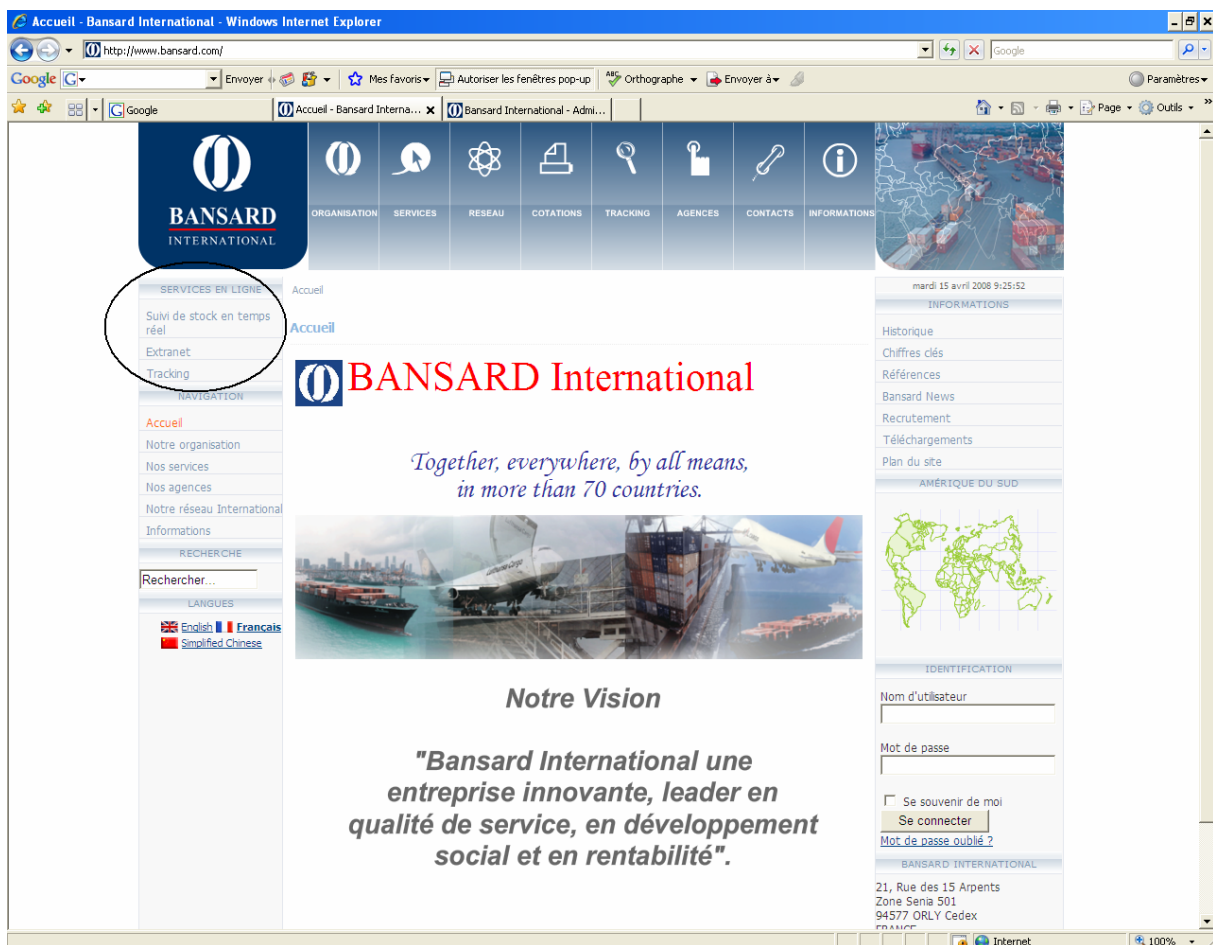 Accueil - Bansard International - Windows Internet Explorer
http://www.bansard.com/
Google
Google
Envoyer
Mes favoris
Autoriser les fenêtres pop-up
Orthographe
Envoyer à
Paramètres
Google
Accueil - Bansard Interna...
Bansard International - Admi...
Page
Outils
BANSARD
INTERNATIONAL
ORGANISATION
SERVICES
RESEAU
COTATIONS
TRACKING
AGENCES
CONTACTS
INFORMATIONS
SERVICES EN LIGNE
Suivi de stock en temps
réel
Extranet
Tracking
NAVIGATION
Accueil
Notre organisation
Nos services
Nos agences
Notre réseau International
Informations
RECHERCHE
Rechercher...
LANGUES
English Français
Simplified Chinese
Accueil
Accueil
BANSARD International
Together, everywhere, by all means,
in more than 70 countries.
Lufthansa Cargo
Notre Vision
"Bansard International une
entreprise innovante, leader en
qualité de service, en développement
social et en rentabilité".
mardi 15 avril 2008 9:25:52
INFORMATIONS
Historique
Chiffres clés
Références
Bansard News
Recrutement
Téléchargements
Plan du site
AMÉRIQUE DU SUD
IDENTIFICATION
Nom d'utilisateur
Mot de passe
Se souvenir de moi
Se connecter
Mot de passe oublié ?
BANSARD INTERNATIONAL
21, Rue des 15 Arpents
Zone Senia 501
94577 ORLY Cedex
FRANCE
Internet
100%